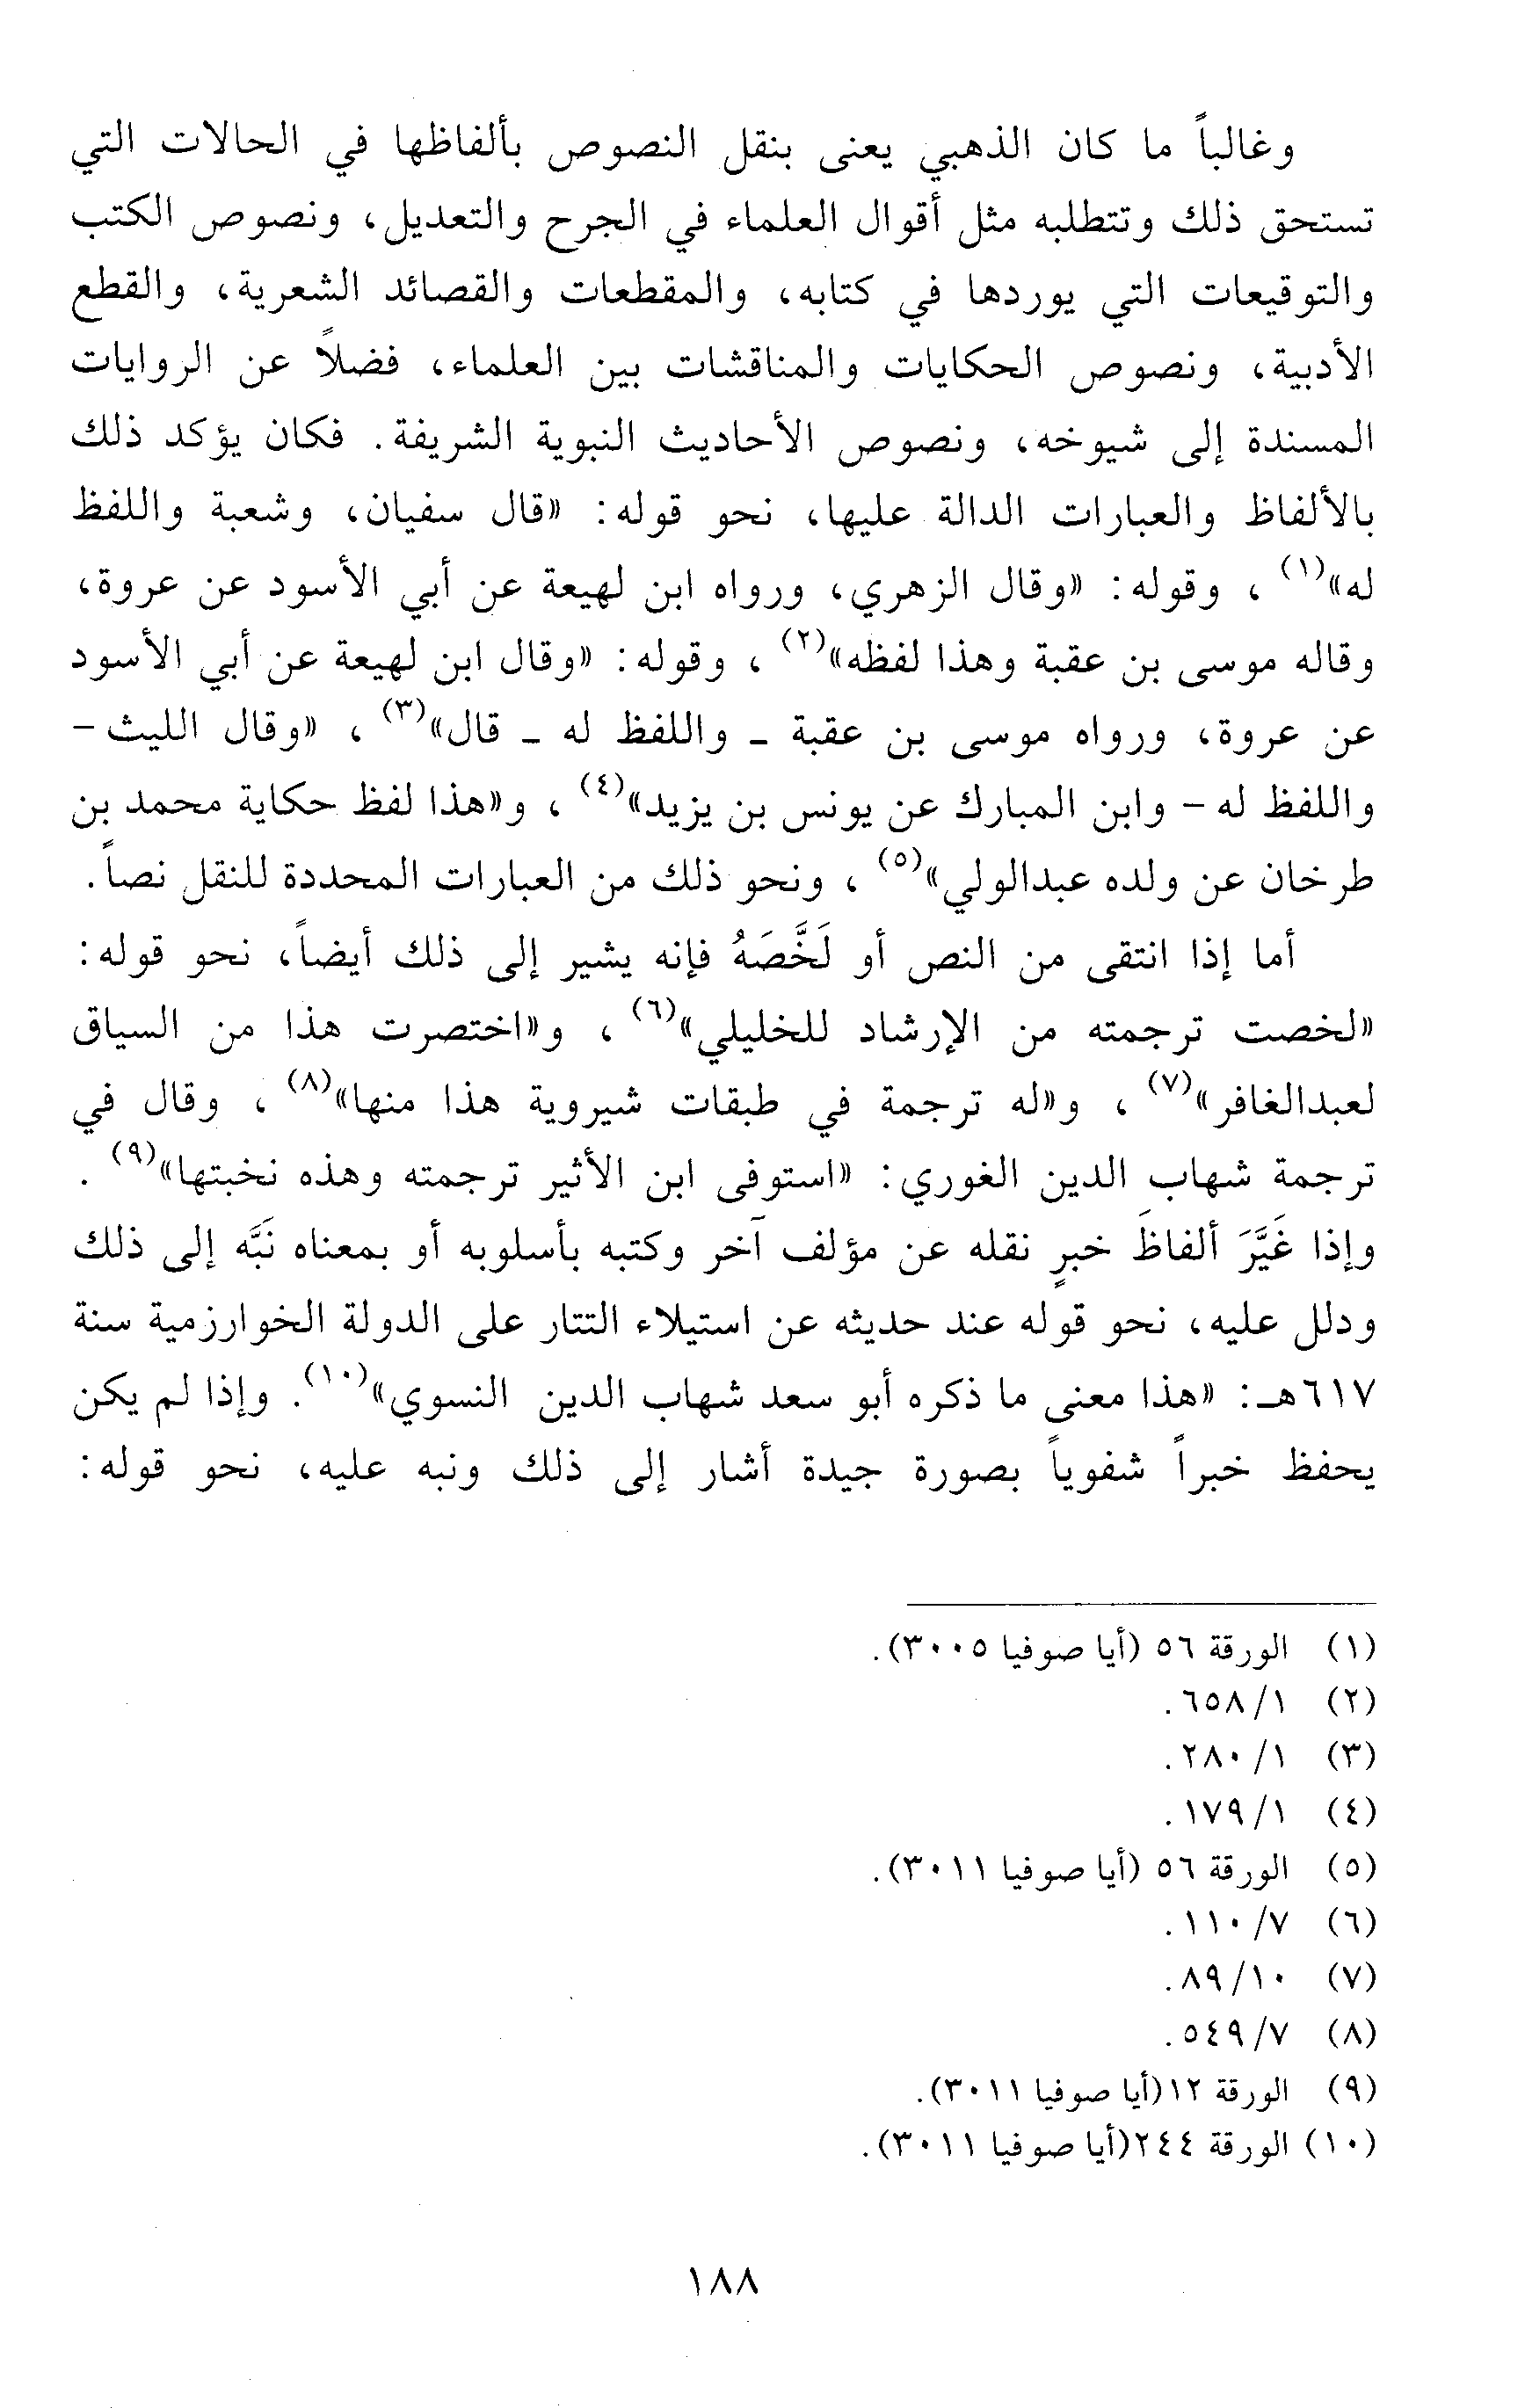 وغالباً ما كان الذهبي يعنى بنقل النصوص بألفاظها في الحالات التي
تستحق ذلك وتتطلبه مثل أقوال العلماء في الجرح والتعديل، ونصوص الكتب
والتوقيعات التي يوردها في كتابه، والمقطعات والقصائد الشعرية، والقطع
الأدبية، ونصوص الحكايات والمناقشات بين العلماء، فضلاً عن الروايات
المسندة إلى شيوخه، ونصوص الأحاديث النبوية الشريفة. فكان يؤكد ذلك
بالألفاظ والعبارات الدالة عليها، نحو قوله: «قال سفيان، وشعبة واللفظ
له»(١) ، وقوله: «وقال الزهري، ورواه ابن لهيعة عن أبي الأسود عن عروة،
وقاله موسى بن عقبة وهذا لفظه»(٢) ، وقوله: «وقال ابن لهيعة عن أبي الأسود
عن عروة، ورواه موسى بن عقبة - واللفظ له - قال»(٣) ، «وقال الليث -
واللفظ له - وابن المبارك عن يونس بن يزيد»(٤) ، و«هذا لفظ حكاية محمد بن
طرخان عن ولده عبدالولي»(٥) ، ونحو ذلك من العبارات المحددة للنقل نصاً.
أما إذا انتقى من النص أو لَخَّصَهُ فإنه يشير إلى ذلك أيضاً، نحو قوله:
«لخصت ترجمته من الإرشاد للخليلي»(٦) ، و«اختصرت هذا من السياق
لعبدالغافر»(٧) ، و«له ترجمة في طبقات شيروية هذا منها»(٨) ، وقال في
ترجمة شهاب الدين الغوري: «استوفى ابن الأثير ترجمته وهذه نخبتها»(٩) .
وإذا غَيَّرَ ألفاظَ خبرٍ نقله عن مؤلف آخر وكتبه بأسلوبه أو بمعناه نَبَّه إلى ذلك
ودلل عليه، نحو قوله عند حديثه عن استيلاء التتار على الدولة الخوارزمية سنة
٦١٧هـ: «هذا معنى ما ذكره أبو سعد شهاب الدين النسوي»(١٠). وإذا لم يكن
يحفظ خبراً شفوياً بصورة جيدة أشار إلى ذلك ونبه عليه، نحو قوله:
(١) الورقة ٥٦ (أيا صوفيا ٣٠٠٥).
(٢) ١/ ٦٥٨.
(٣) ١/ ٢٨٠.
(٤) ١/ ١٧٩.
(٥) الورقة ٥٦ (أيا صوفيا ٣٠١١).
(٦) ٧/ ١١٠.
(٧) ١٠/ ٨٩.
(٨) ٧/ ٥٤٩.
(٩) الورقة ١٢(أيا صوفيا ٣٠١١).
(١٠) الورقة ٢٤٤(أيا صوفيا ٣٠١١).
١٨٨